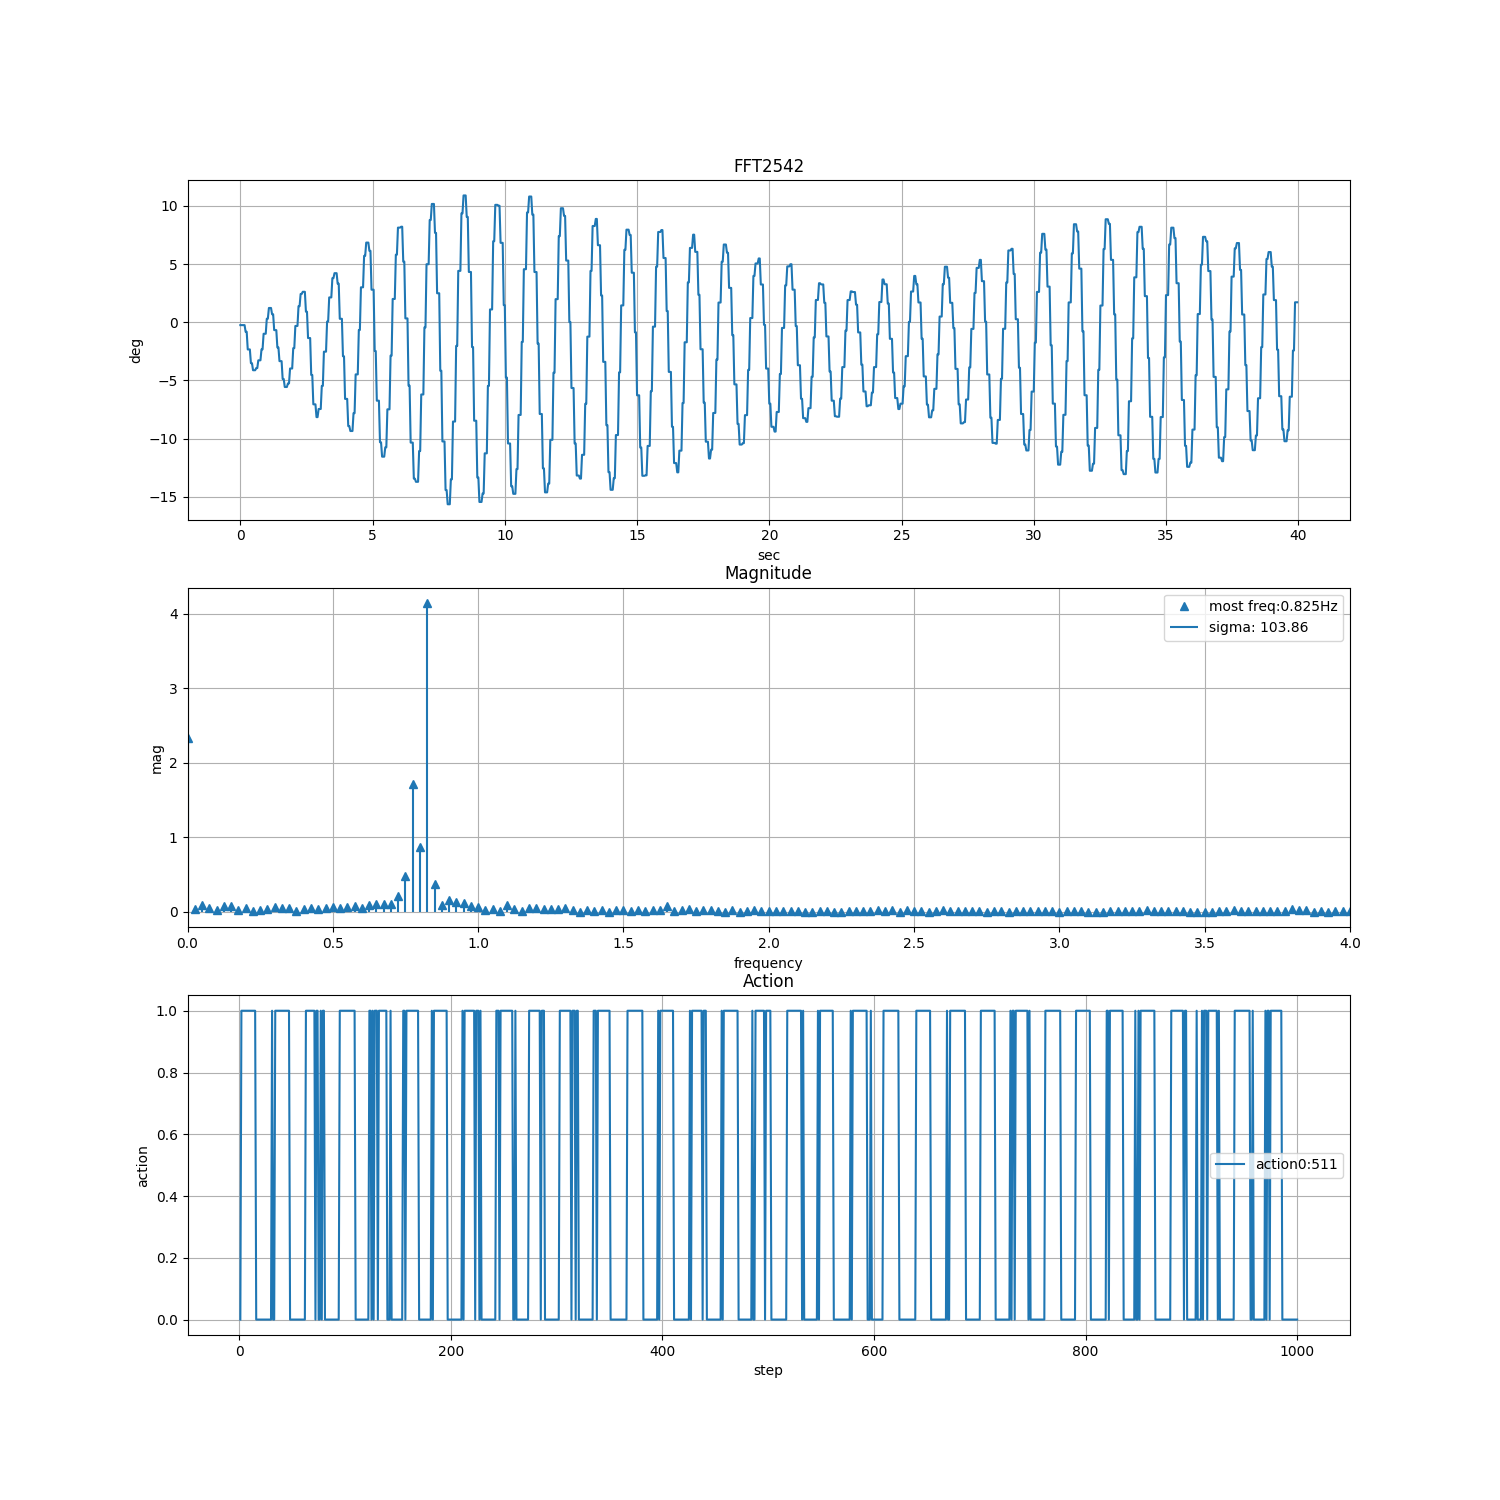 FFT2542
10
5
0
−5
−10
−15
deg
0 5 10 15 20 25 30 35 40
sec
Magnitude
most freq:0.825Hz
sigma: 103.86
4
3
2
1
0
mag
0.0 0.5 1.0 1.5 2.0 2.5 3.0 3.5 4.0
frequency
Action
1.0
0.8
0.6
0.4
0.2
0.0
action
action0:511
0 200 400 600 800 1000
step